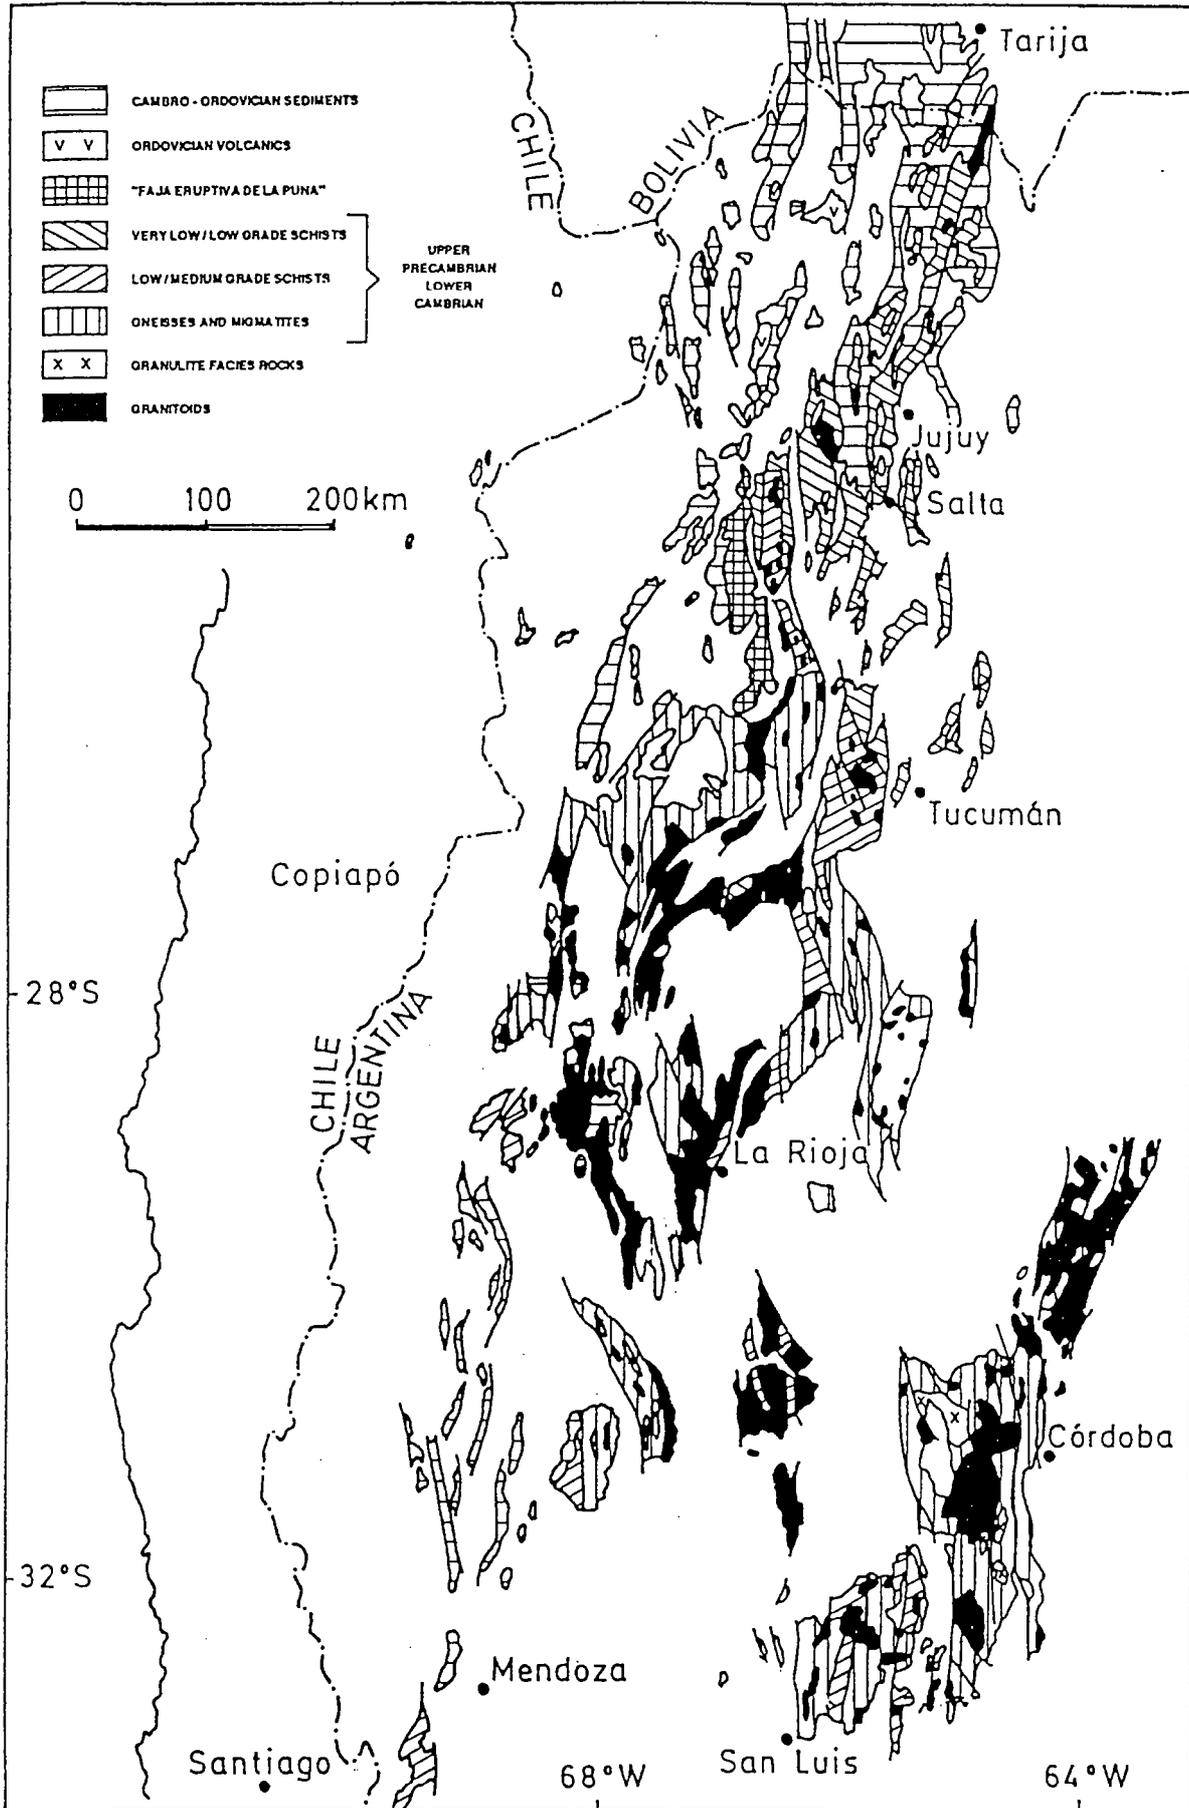 Tarija
CAMBRO - ORDOVICIAN SEDIMENTS
V V
ORDOVICIAN VOLCANICS
"FAJA ERUPTIVA DE LA PUNA"
VERY LOW / LOW GRADE SCHISTS
LOW / MEDIUM GRADE SCHISTS
GNEISSES AND MIGMATITES
UPPER
PRECAMBRIAN
LOWER
CAMBRIAN
X X
GRANULITE FACIES ROCKS
GRANITOIDS
CHILE
BOLIVIA
Jujuy
0 100 200km
Salta
Tucumán
Copiapó
28°S
CHILE
ARGENTINA
La Rioja
Córdoba
32°S
Mendoza
Santiago
San Luis
68°W
64°W